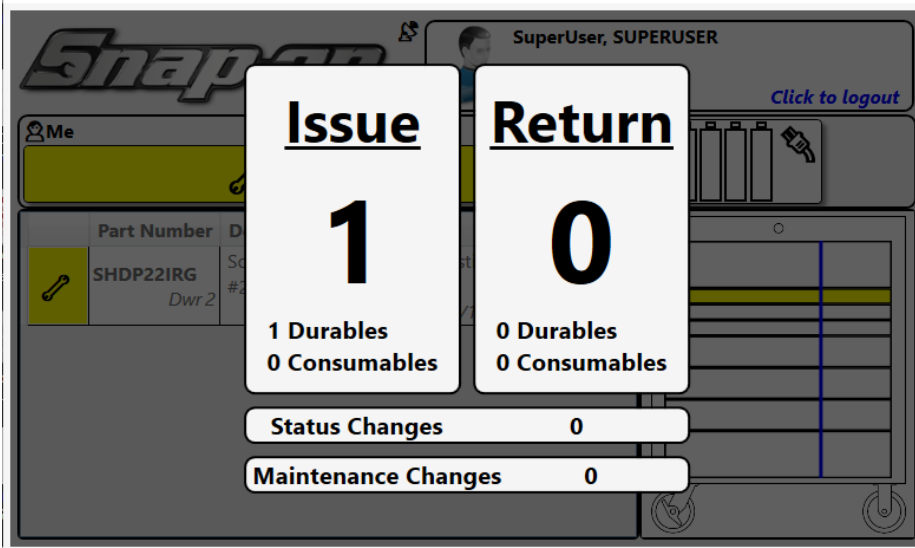 Snap-on
SuperUser, SUPERUSER
Click to logout
Me
Issue
1
1 Durables
0 Consumables
Return
0
0 Durables
0 Consumables
Part Number
SHDP22IRG
Dwr 2
Status Changes 0
Maintenance Changes 0